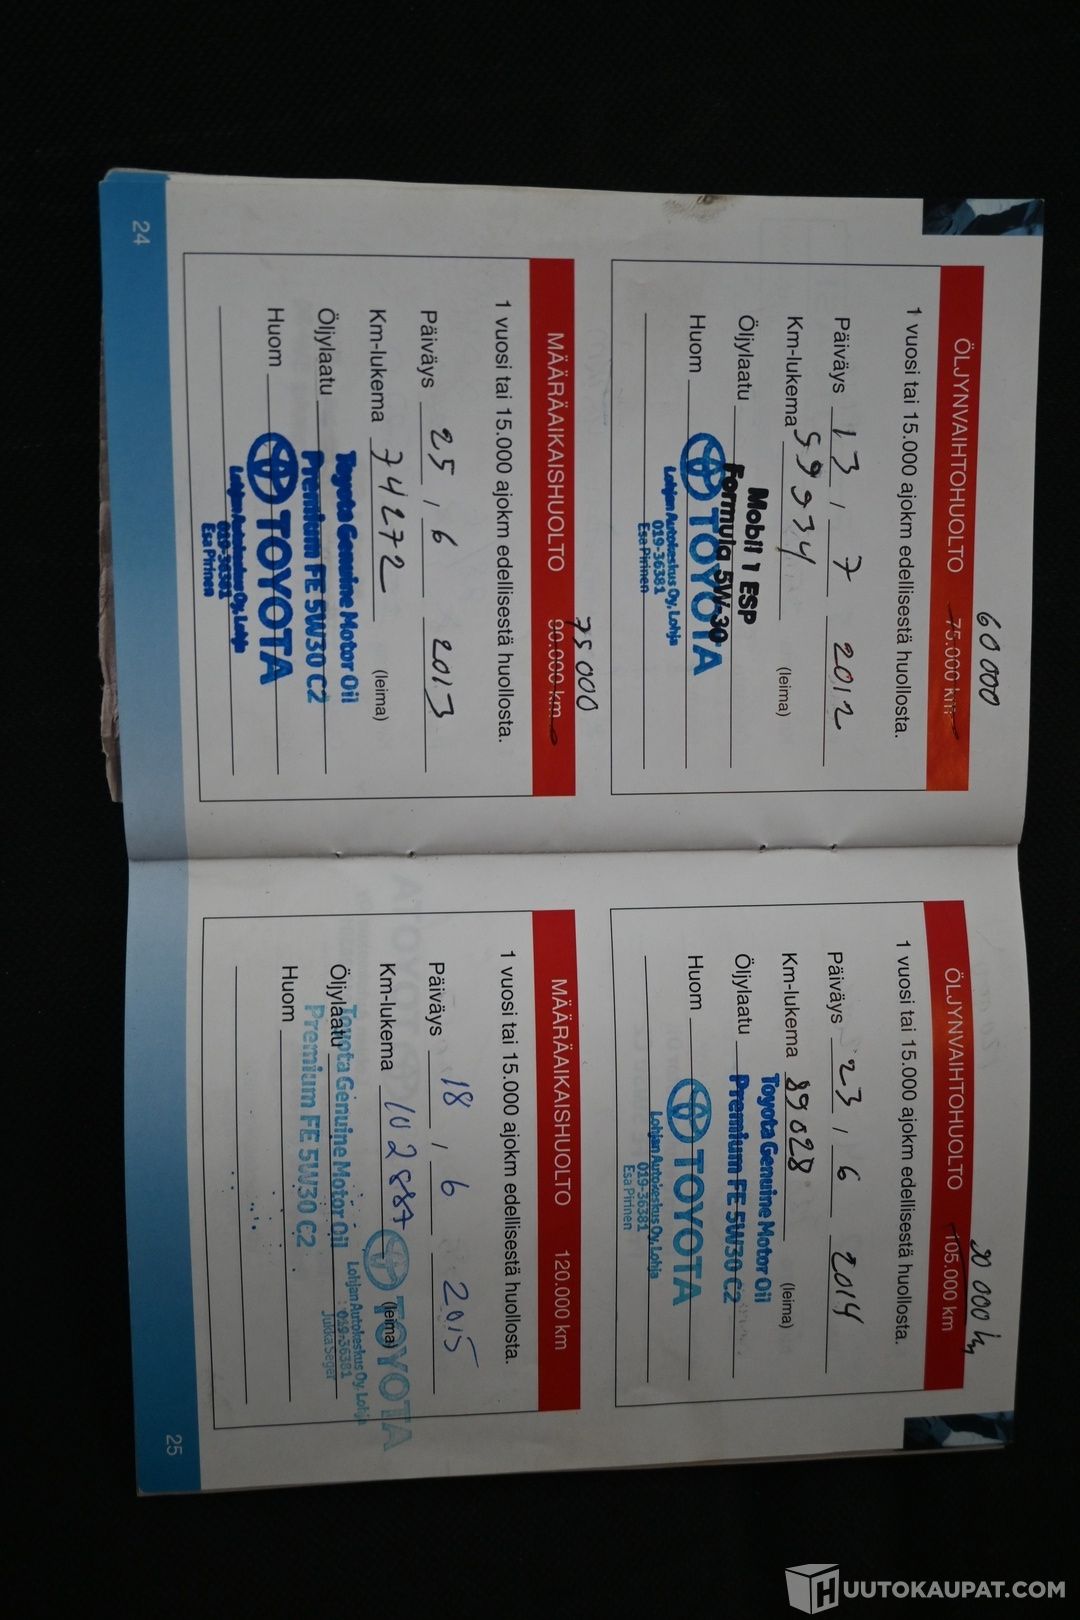 60 000
ÖLJYNVAIHTOHUOLTO 75.000 km
1 vuosi tai 15.000 ajokm edellisestä huollosta.
Päiväys 13 / 7 2012
Km-lukema 59934 (leima)
Mobil 1 ESP
Öljylaatu Formula 5W-30
Huom TOYOTA
Lohjan Autokeskus Oy, Lohja
019-36381
Esa Pirinen
75000
MÄÄRÄAIKAISHUOLTO 90.000 km
1 vuosi tai 15.000 ajokm edellisestä huollosta.
Päiväys 25 / 6 2013
Km-lukema 74272 (leima)
Toyota Genuine Motor Oil
Öljylaatu Premium FE 5W30 C2
Huom TOYOTA
Lohjan Autokeskus Oy, Lohja
019-36381
Esa Pirinen
24
90 000 km
ÖLJYNVAIHTOHUOLTO 105.000 km
1 vuosi tai 15.000 ajokm edellisestä huollosta.
Päiväys 23 / 6 2014
Km-lukema 89028 (leima)
Toyota Genuine Motor Oil
Öljylaatu Premium FE 5W30 C2
Huom TOYOTA
Lohjan Autokeskus Oy, Lohja
019-36381
Esa Pirinen
MÄÄRÄAIKAISHUOLTO 120.000 km
1 vuosi tai 15.000 ajokm edellisestä huollosta.
Päiväys 18 / 6 2015
Km-lukema 102887 (leima)
TOYOTA
Toyota Genuine Motor Oil
Öljylaatu
Premium FE 5W30 C2
Lohjan Autokeskus Oy, Lohja
019-36381
Jukka Seger
Huom
25
HUUTOKAUPAT.COM